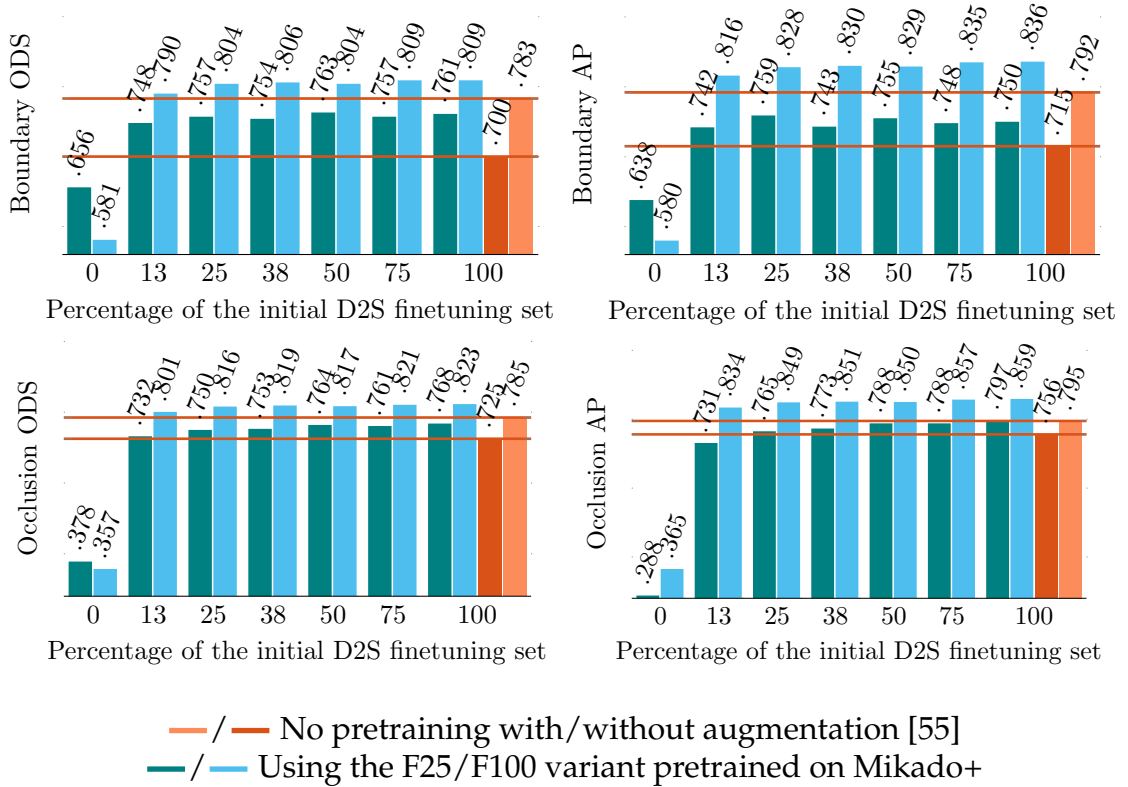 Boundary ODS
.656 .581 .748 .790 .757 .804 .754 .806 .763 .804 .757 .809 .761 .809 .700 .783
0 13 25 38 50 75 100
Percentage of the initial D2S finetuning set
Boundary AP
.638 .580 .742 .816 .759 .828 .743 .830 .755 .829 .748 .835 .750 .836 .715 .792
0 13 25 38 50 75 100
Percentage of the initial D2S finetuning set
Occlusion ODS
.378 .357 .732 .801 .750 .816 .753 .819 .764 .817 .761 .821 .768 .823 .725 .785
0 13 25 38 50 75 100
Percentage of the initial D2S finetuning set
Occlusion AP
.288 .365 .731 .834 .765 .849 .773 .851 .788 .850 .788 .857 .797 .859 .756 .795
0 13 25 38 50 75 100
Percentage of the initial D2S finetuning set
/ No pretraining with/without augmentation [55]
/ Using the F25/F100 variant pretrained on Mikado+